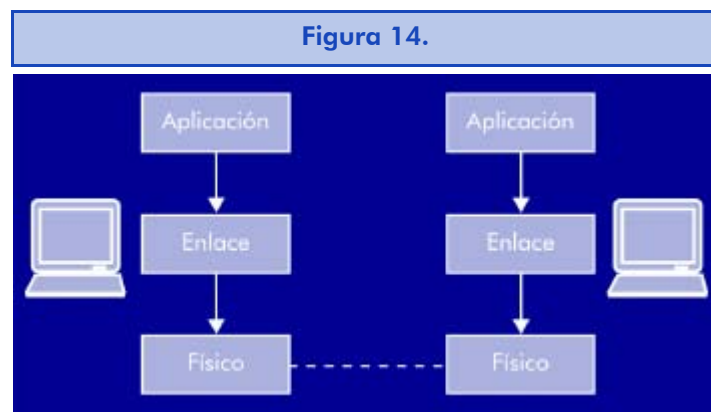 Figura 14.
Aplicación Aplicación
Enlace Enlace
Físico Físico